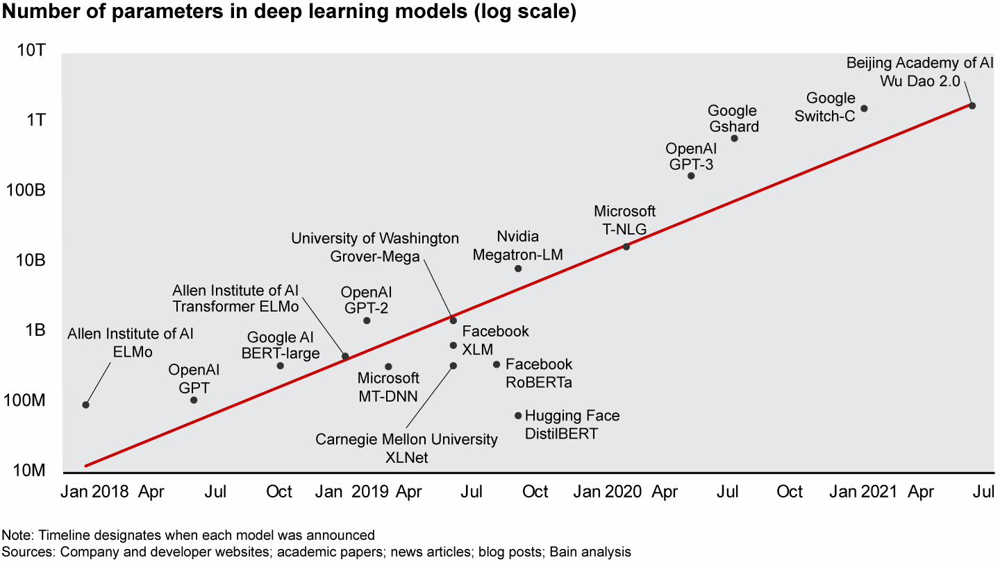 Number of parameters in deep learning models (log scale)
10T
1T
100B
10B
1B
100M
10M
Beijing Academy of AI
Wu Dao 2.0
Google
Switch-C
Google
Gshard
OpenAI
GPT-3
Microsoft
T-NLG
Nvidia
Megatron-LM
University of Washington
Grover-Mega
OpenAI
GPT-2
Allen Institute of AI
Transformer ELMo
Allen Institute of AI
ELMo
Google AI
BERT-large
OpenAI
GPT
Microsoft
MT-DNN
Facebook
XLM
Facebook
RoBERTa
Hugging Face
DistilBERT
Carnegie Mellon University
XLNet
Jan 2018 Apr Jul Oct Jan 2019 Apr Jul Oct Jan 2020 Apr Jul Oct Jan 2021 Apr Jul
Note: Timeline designates when each model was announced
Sources: Company and developer websites; academic papers; news articles; blog posts; Bain analysis